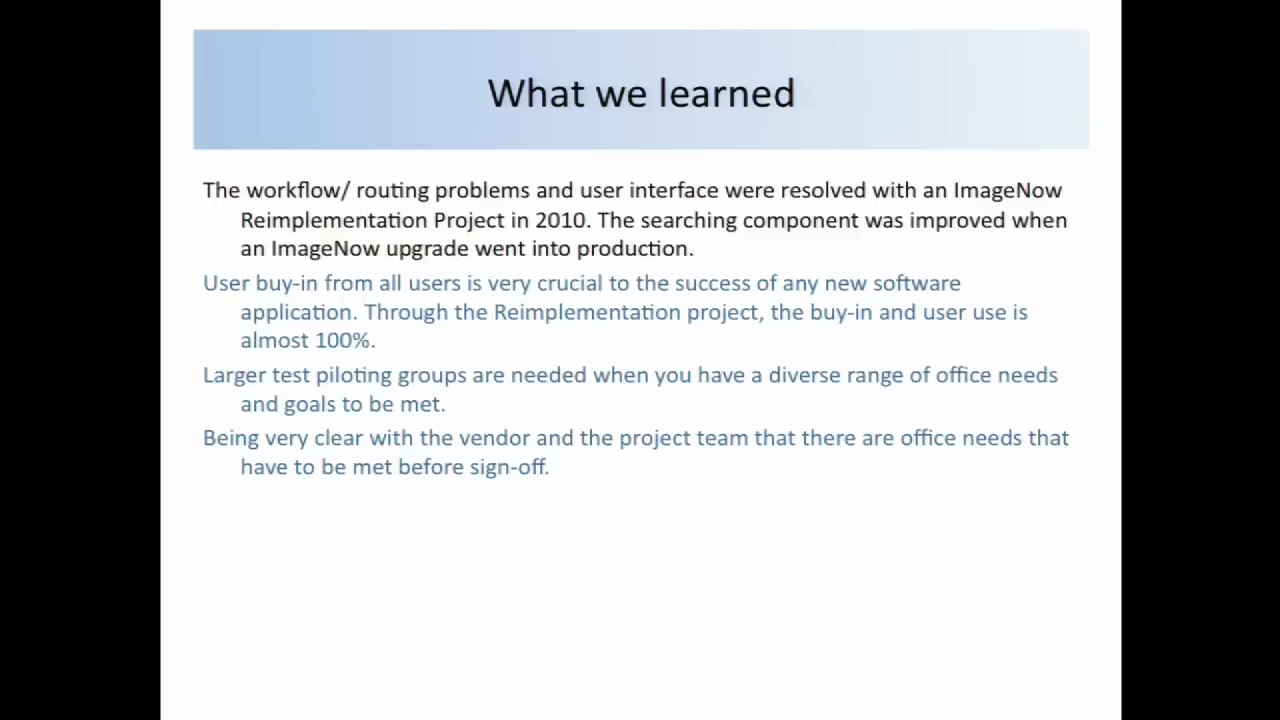 What we learned
The workflow/ routing problems and user interface were resolved with an ImageNow
Reimplementation Project in 2010. The searching component was improved when
an ImageNow upgrade went into production.
User buy-in from all users is very crucial to the success of any new software
application. Through the Reimplementation project, the buy-in and user use is
almost 100%.
Larger test piloting groups are needed when you have a diverse range of office needs
and goals to be met.
Being very clear with the vendor and the project team that there are office needs that
have to be met before sign-off.